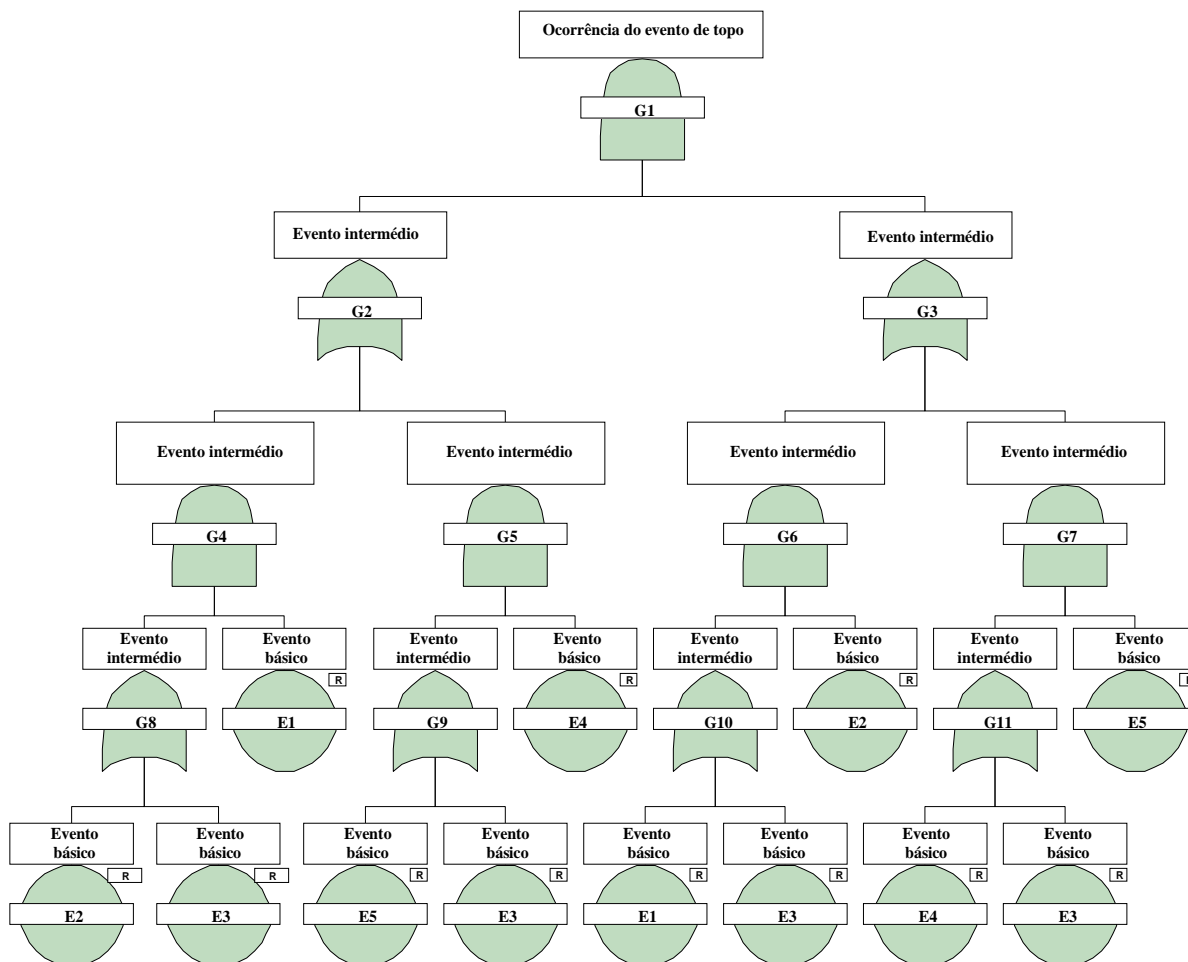 Ocorrência do evento de topo
G1
Evento intermédio
Evento intermédio
G2
G3
Evento intermédio
Evento intermédio
Evento intermédio
Evento intermédio
G4
G5
G6
G7
Evento
intermédio
Evento
básico
Evento
intermédio
Evento
básico
Evento
intermédio
Evento
básico
Evento
intermédio
Evento
básico
R
R
R
R
G8
E1
G9
E4
G10
E2
G11
E5
Evento
básico
Evento
básico
Evento
básico
Evento
básico
Evento
básico
Evento
básico
Evento
básico
Evento
básico
R
R
R
R
R
R
R
R
E2
E3
E5
E3
E1
E3
E4
E3